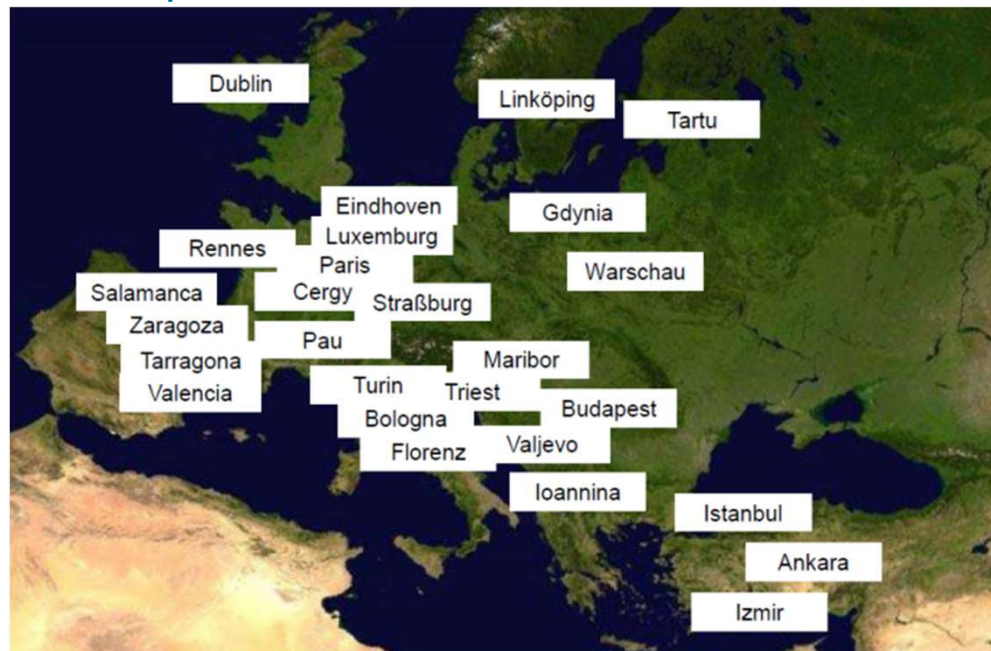 Dublin
Linköping
Tartu
Eindhoven
Gdynia
Luxemburg
Rennes
Paris
Warschau
Salamanca
Cergy
Straßburg
Zaragoza
Pau
Tarragona
Maribor
Valencia
Turin
Triest
Budapest
Bologna
Valjevo
Florenz
Ioannina
Istanbul
Ankara
Izmir